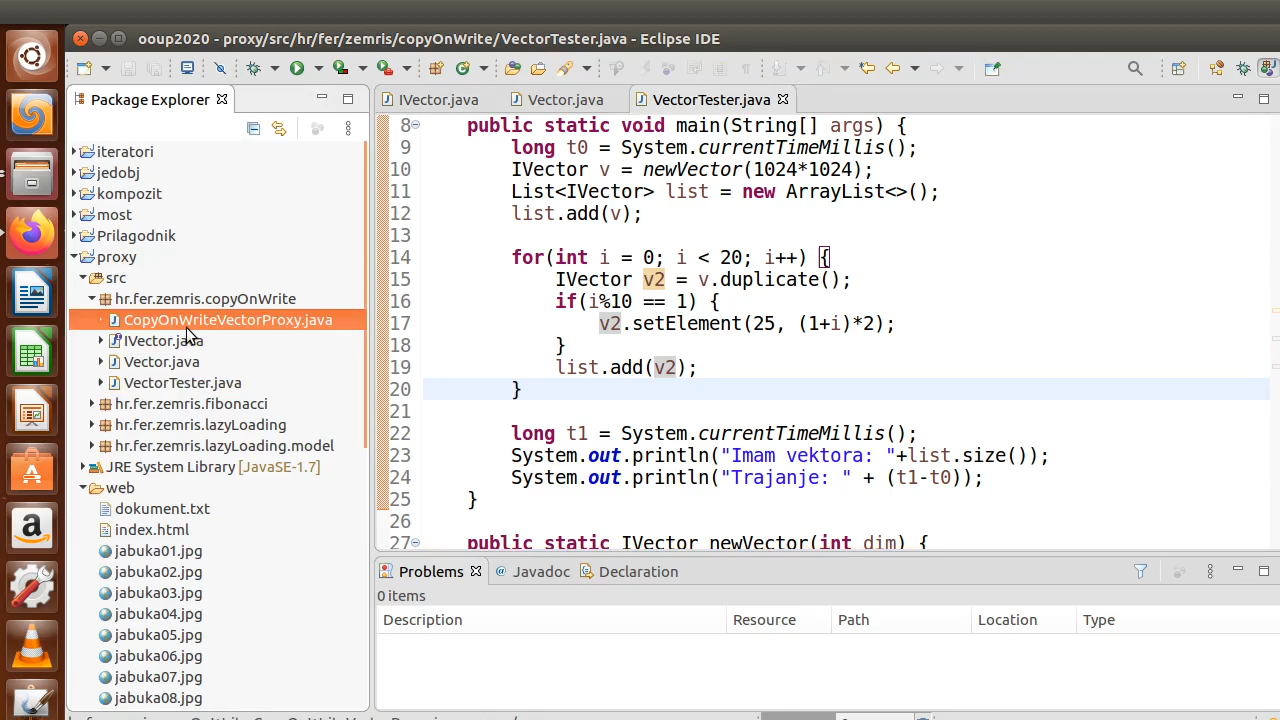 ooup2020 - proxy/src/hr/fer/zemris/copyOnWrite/VectorTester.java - Eclipse IDE
Package Explorer
iteratori
jedobj
kompozit
most
Prilagodnik
proxy
src
hr.fer.zemris.copyOnWrite
CopyOnWriteVectorProxy.java
IVector.java
Vector.java
VectorTester.java
hr.fer.zemris.fibonacci
hr.fer.zemris.lazyLoading
hr.fer.zemris.lazyLoading.model
JRE System Library [JavaSE-1.7]
web
dokument.txt
index.html
jabuka01.jpg
jabuka02.jpg
jabuka03.jpg
jabuka04.jpg
jabuka05.jpg
jabuka06.jpg
jabuka07.jpg
jabuka08.jpg
IVector.java Vector.java VectorTester.java
8 public static void main(String[] args) {
9 long t0 = System.currentTimeMillis();
10 IVector v = newVector(1024*1024);
11 List<IVector> list = new ArrayList<>();
12 list.add(v);
13
14 for(int i = 0; i < 20; i++) {
15 IVector v2 = v.duplicate();
16 if(i%10 == 1) {
17 v2.setElement(25, (1+i)*2);
18 }
19 list.add(v2);
20 }
21
22 long t1 = System.currentTimeMillis();
23 System.out.println("Imam vektora: "+list.size());
24 System.out.println("Trajanje: " + (t1-t0));
25 }
26
27 public static IVector newVector(int dim) {
Problems @ Javadoc Declaration
0 items
Description Resource Path Location Type